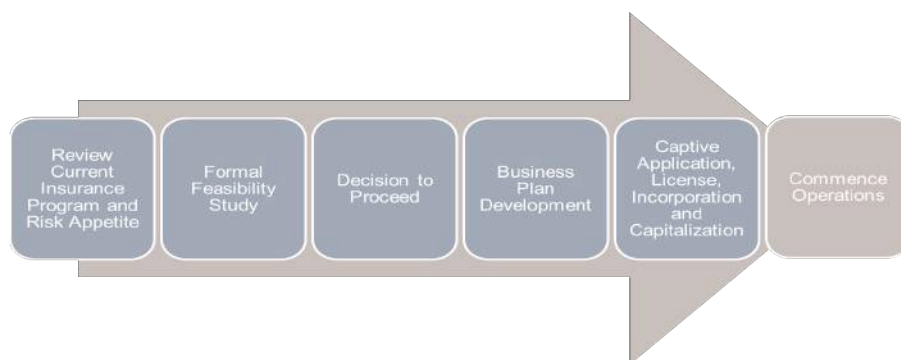 Review
Current
Insurance
Program and
Risk Appetite
Formal
Feasibility
Study
Decision to
Proceed
Business
Plan
Development
Captive
Application,
License,
Incorporation
and
Capitalization
Commence
Operations